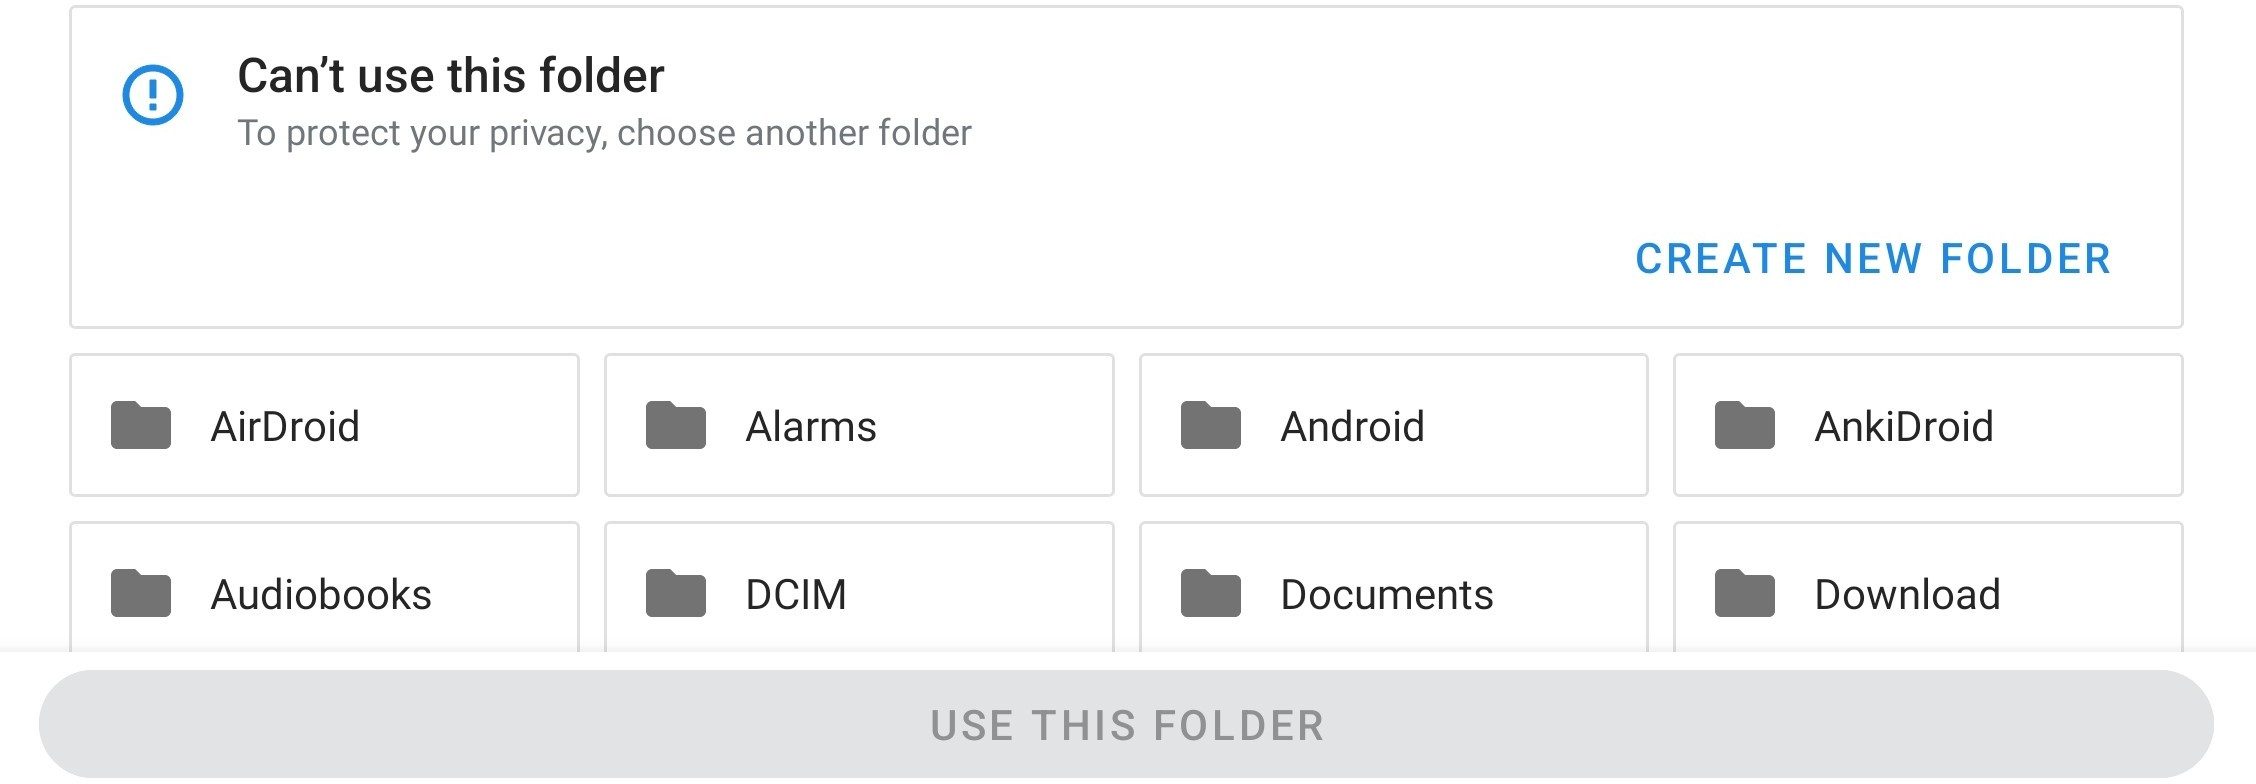 Can’t use this folder
To protect your privacy, choose another folder
CREATE NEW FOLDER
AirDroid
Alarms
Android
AnkiDroid
Audiobooks
DCIM
Documents
Download
USE THIS FOLDER